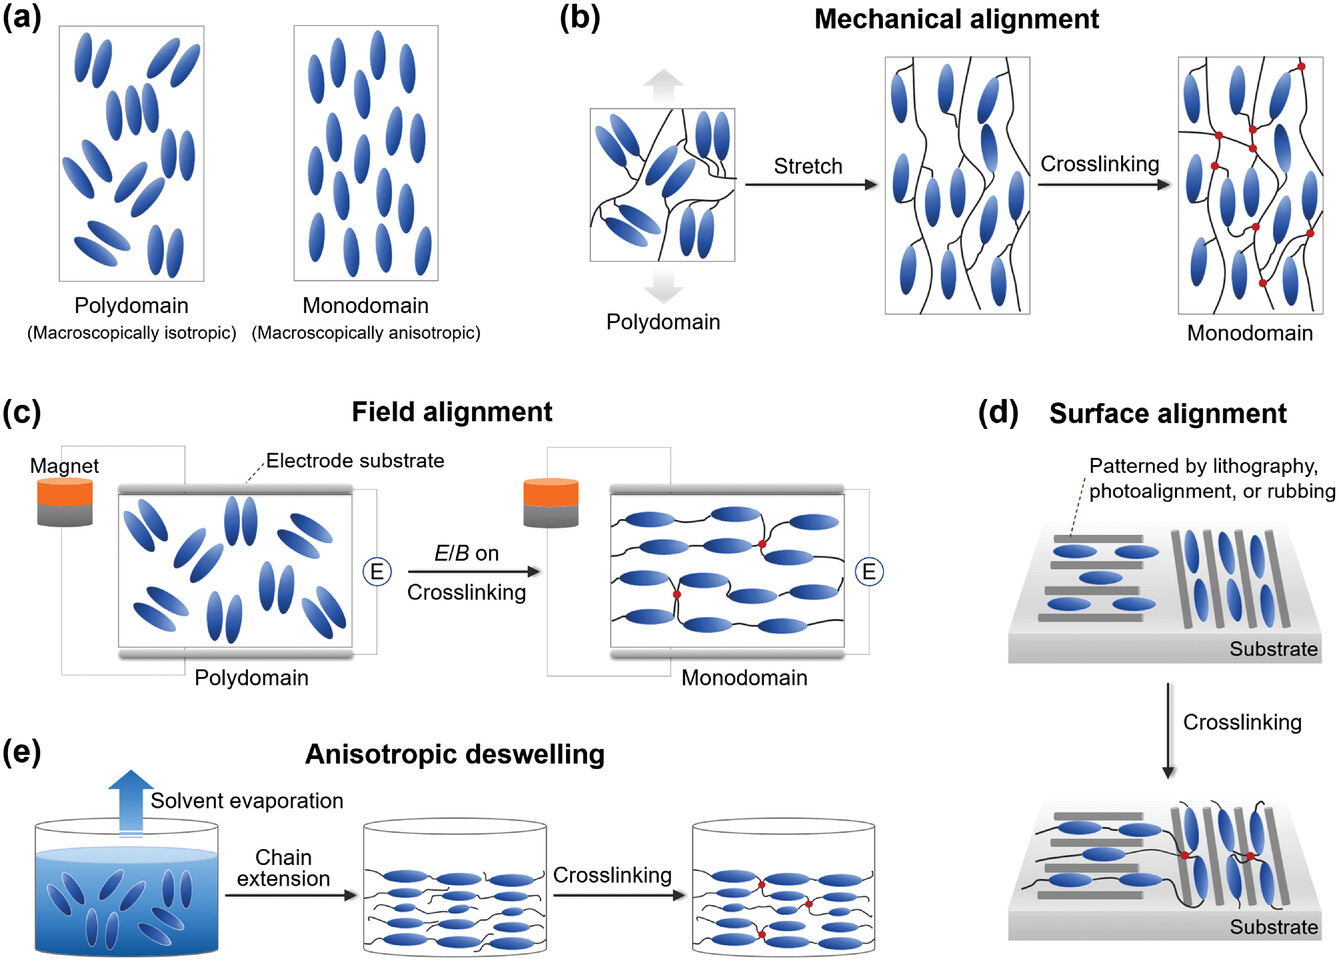 (a)
Polydomain
(Macroscopically isotropic)
Monodomain
(Macroscopically anisotropic)
(b)
Mechanical alignment
Polydomain
Stretch
Crosslinking
Monodomain
(c)
Field alignment
Magnet
Electrode substrate
E
E/B on
Crosslinking
E
Polydomain
Monodomain
(d)
Surface alignment
Patterned by lithography,
photoalignment, or rubbing
Substrate
Crosslinking
Substrate
(e)
Anisotropic deswelling
Solvent evaporation
Chain
extension
Crosslinking